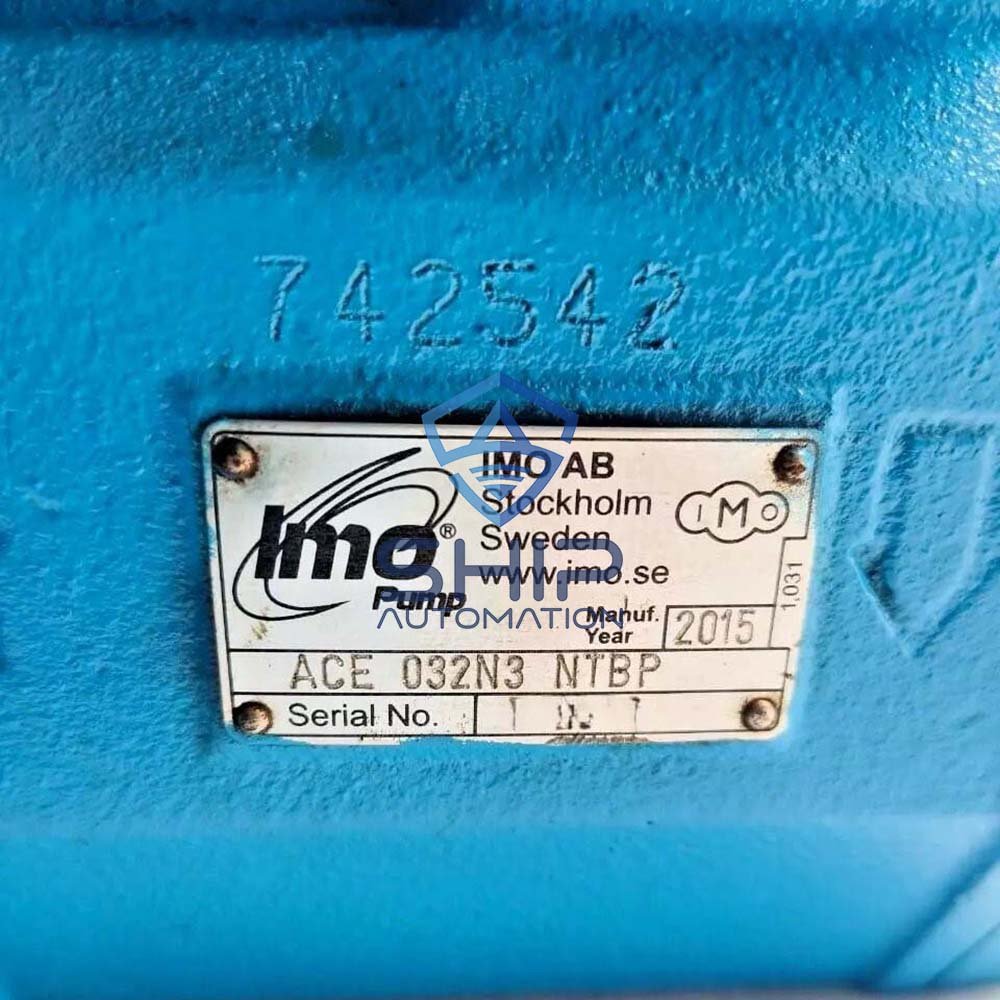 742542
IMO AB
Stockholm
Sweden
www.imo.se
IMO
Imo®
Pump
SHIP
AUTOMATION
Manuf.
Year
2015
1,031
ACE 032N3 NTBP
Serial No.